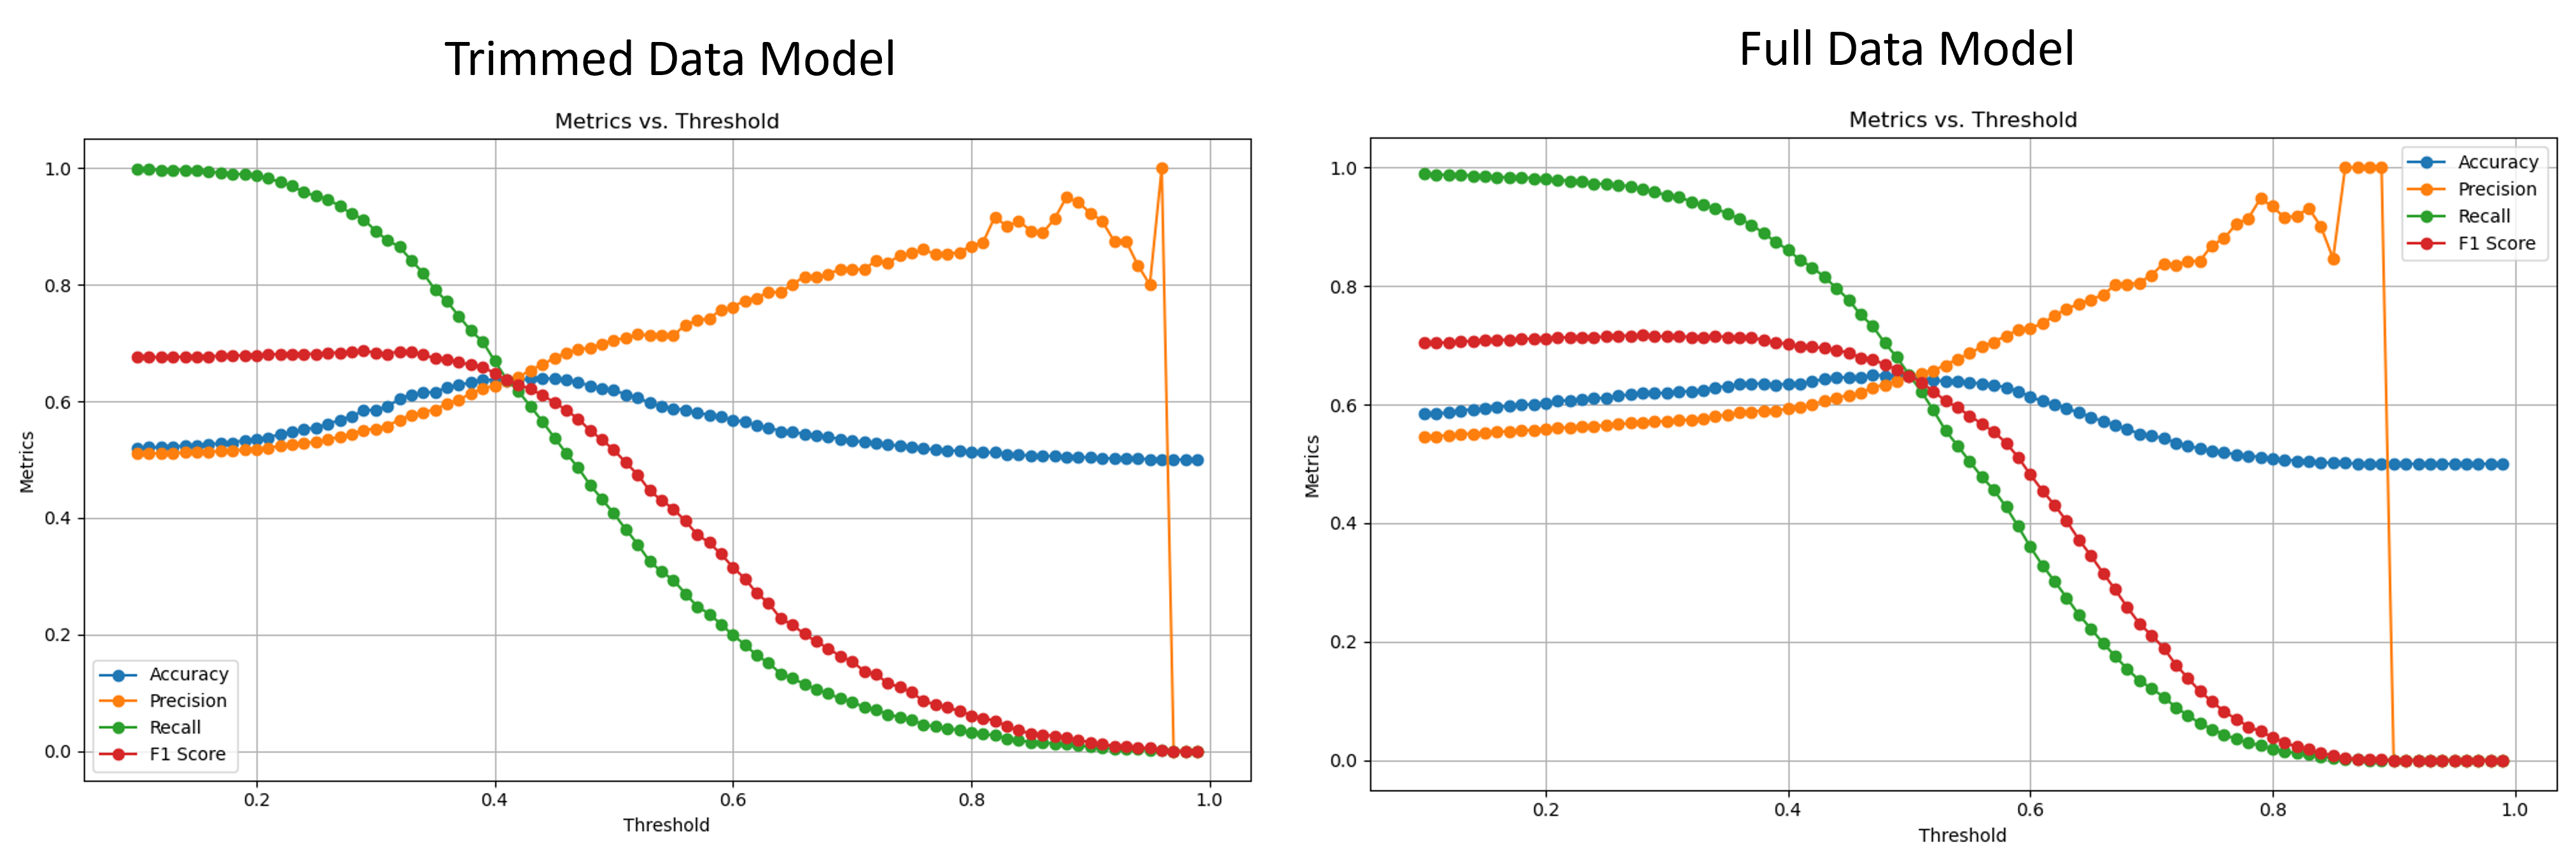 Trimmed Data Model
Metrics vs. Threshold
Metrics
1.0
0.8
0.6
0.4
0.2
0.0
Accuracy
Precision
Recall
F1 Score
0.2 0.4 0.6 0.8 1.0
Threshold
Full Data Model
Metrics vs. Threshold
Metrics
1.0
0.8
0.6
0.4
0.2
0.0
Accuracy
Precision
Recall
F1 Score
0.2 0.4 0.6 0.8 1.0
Threshold